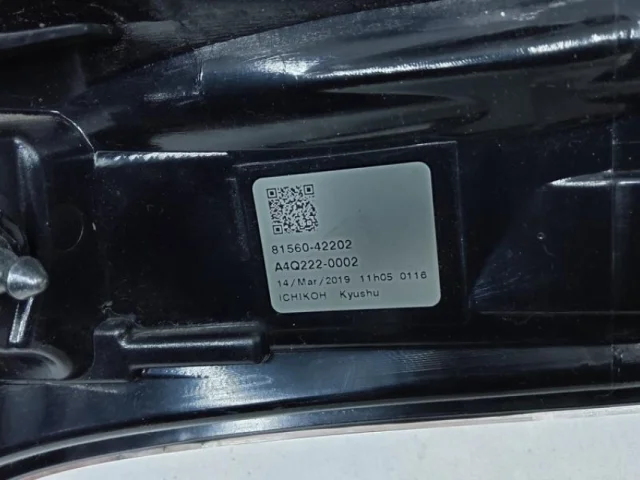 81560-42202
A4Q222-0002
14/Mar/2019 11h05 0116
ICHIKOH Kyushu